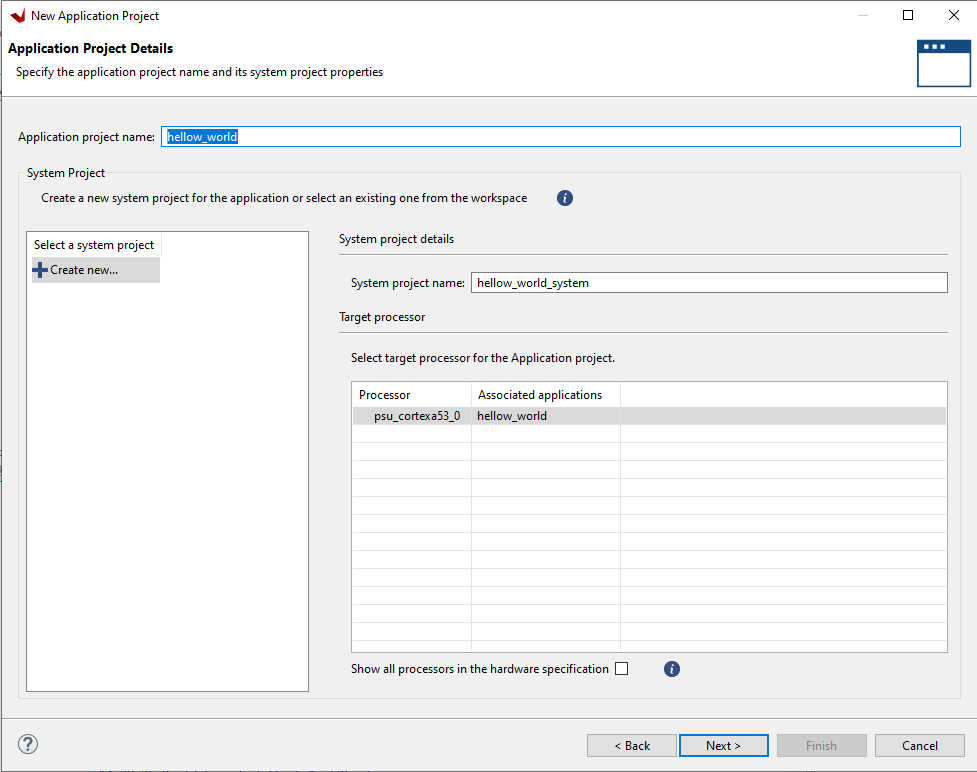 New Application Project
Application Project Details
Specify the application project name and its system project properties
Application project name: hellow_world
System Project
Create a new system project for the application or select an existing one from the workspace
Select a system project
Create new...
System project details
System project name: hellow_world_system
Target processor
Select target processor for the Application project.
Processor Associated applications
psu_cortexa53_0 hellow_world
Show all processors in the hardware specification
< Back Next > Finish Cancel